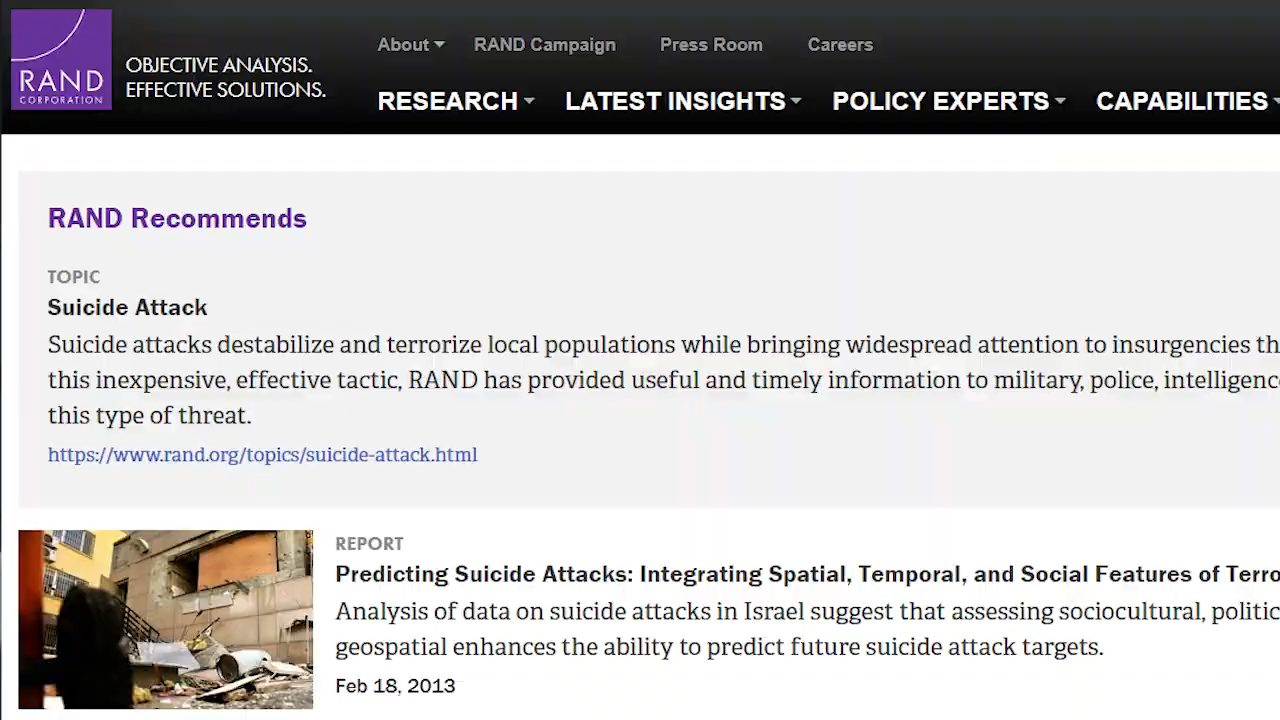 RAND
CORPORATION
OBJECTIVE ANALYSIS.
EFFECTIVE SOLUTIONS.
About
RAND Campaign
Press Room
Careers
RESEARCH
LATEST INSIGHTS
POLICY EXPERTS
CAPABILITIES
RAND Recommends
TOPIC
Suicide Attack
Suicide attacks destabilize and terrorize local populations while bringing widespread attention to insurgencies th
this inexpensive, effective tactic, RAND has provided useful and timely information to military, police, intelligenc
this type of threat.
https://www.rand.org/topics/suicide-attack.html
REPORT
Predicting Suicide Attacks: Integrating Spatial, Temporal, and Social Features of Terro
Analysis of data on suicide attacks in Israel suggest that assessing sociocultural, politic
geospatial enhances the ability to predict future suicide attack targets.
Feb 18, 2013